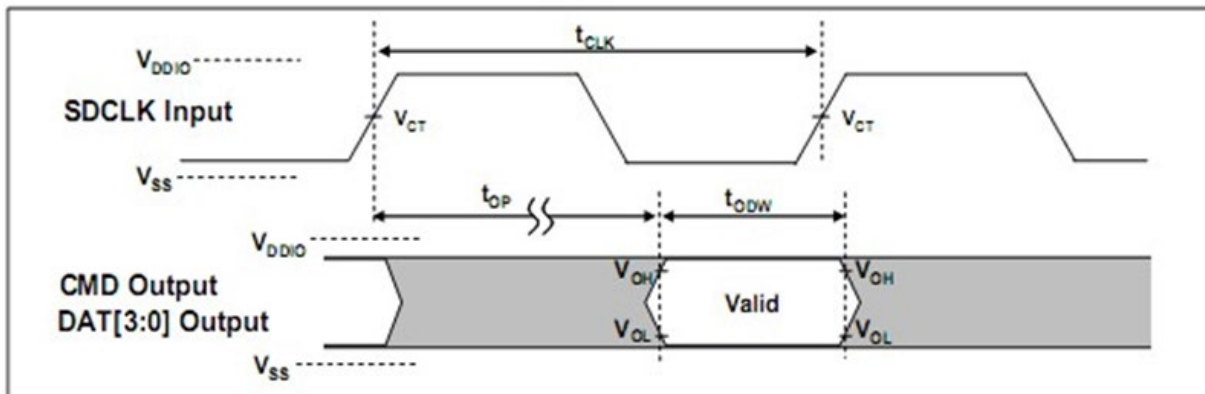 tCLK
VDDIO
SDCLK Input
VCT
VCT
VSS
tOP
tODW
VDDIO
CMD Output
DAT[3:0] Output
VOH
Valid
VOH
VOL
VOL
VSS